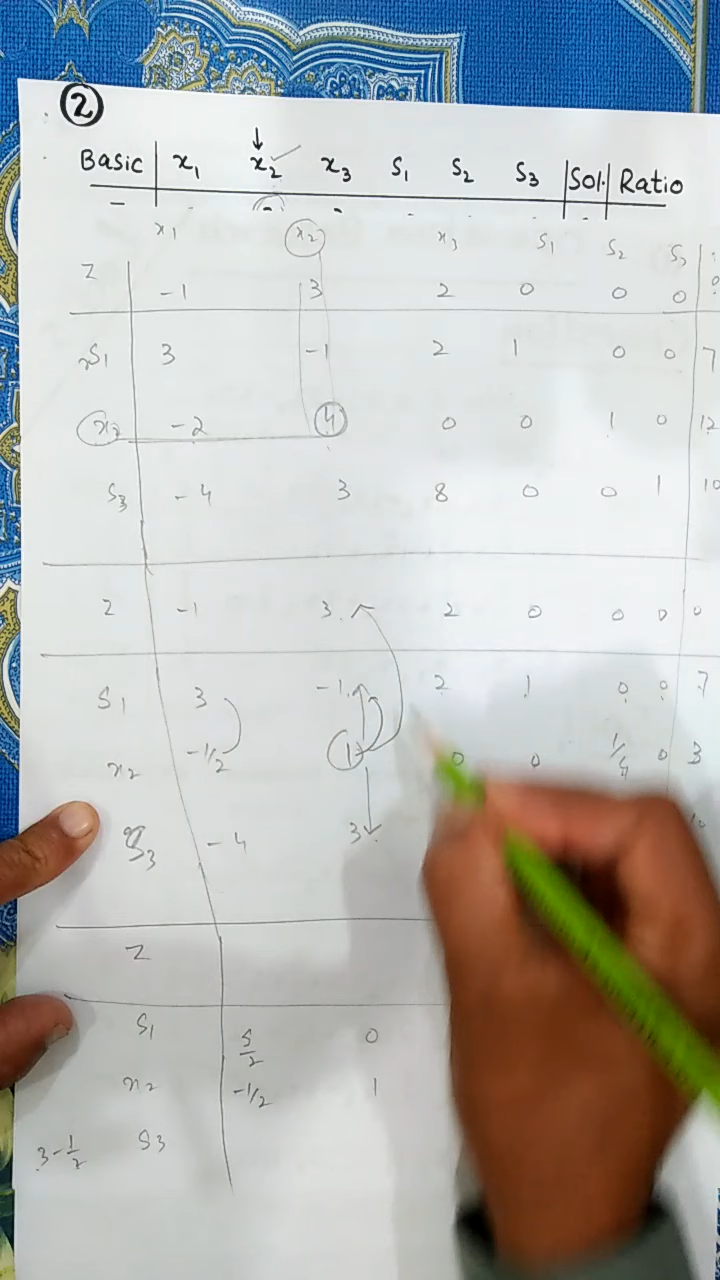 2
Basic x₁ x₂ x₃ S₁ S₂ S₃ Sol. Ratio
x₁ x₂ x₃ S₁ S₂ S₃
Z -1 3 2 0 0 0 0
S₁ 3 -1 2 1 0 0 7
x₂ -2 4 0 0 1 0 12
S₃ -4 3 8 0 0 1 10
Z -1 3 2 0 0 0 0
S₁ 3 -1 2 1 0 0 7
x₂ -1/2 1 0 0 1/4 0 3
S₃ -4 3 10
Z
S₁ 5/2 0
x₂ -1/2 1
3-1/2 S₃